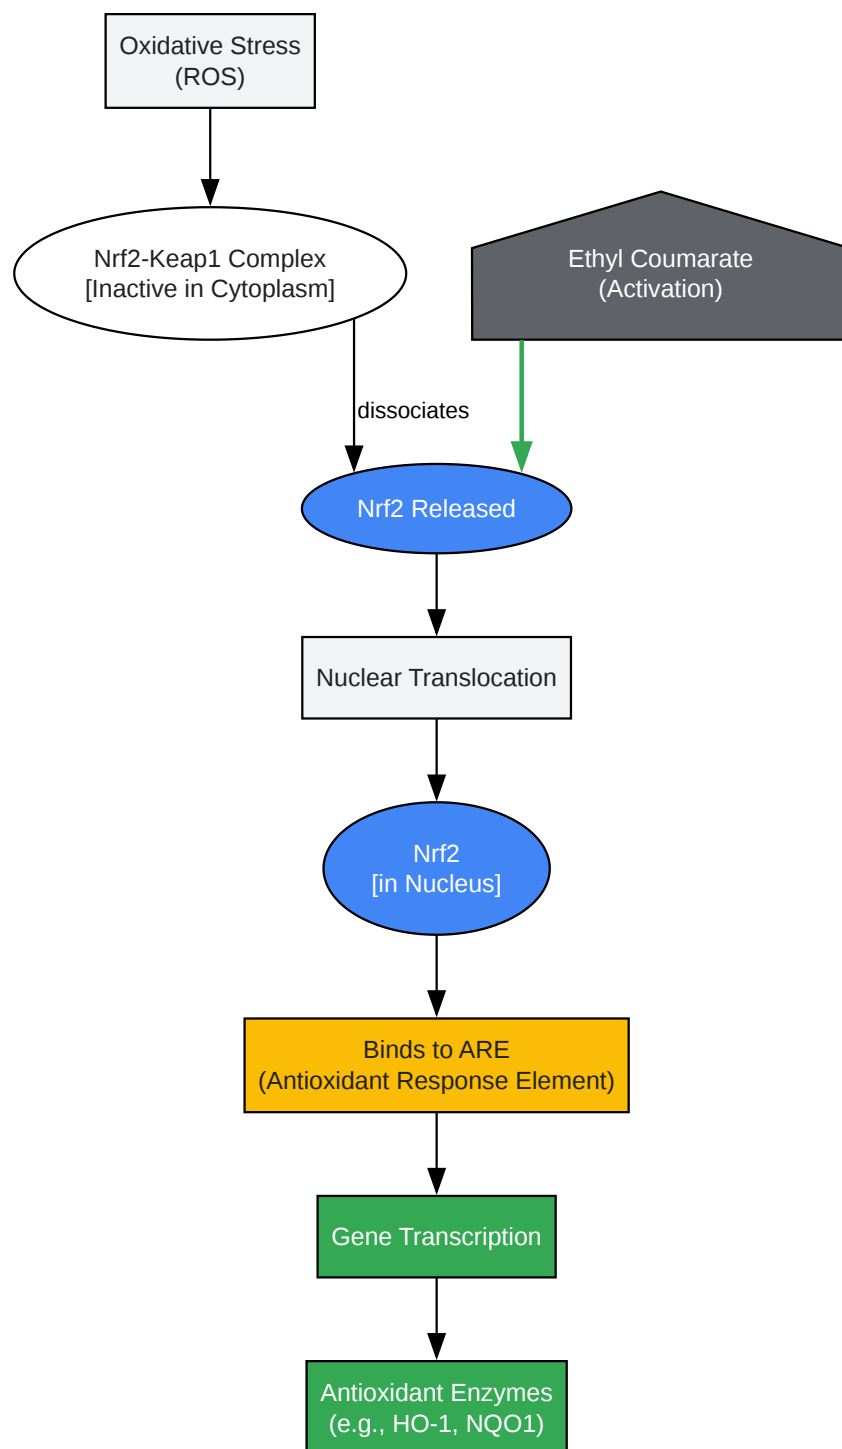 Oxidative Stress
(ROS)
Nrf2-Keap1 Complex
[Inactive in Cytoplasm]
Ethyl Coumarate
(Activation)
dissociates
Nrf2 Released
Nuclear Translocation
Nrf2
[in Nucleus]
Binds to ARE
(Antioxidant Response Element)
Gene Transcription
Antioxidant Enzymes
(e.g., HO-1, NQO1)